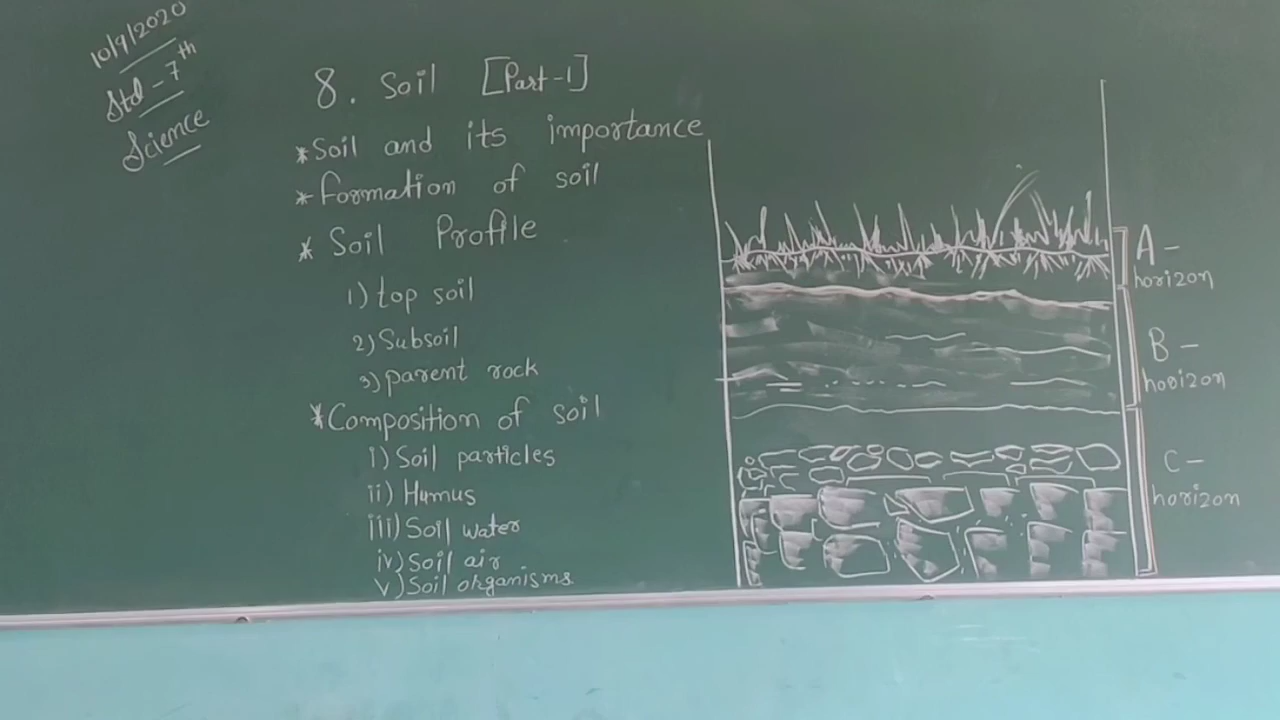 10/9/2020
Std - 7th
Science
8. Soil [Part-1]
* Soil and its importance
* Formation of soil
* Soil Profile
1) top soil
2) Subsoil
3) parent rock
* Composition of soil
i) Soil particles
ii) Humus
iii) Soil water
iv) Soil air
v) Soil organisms
A -
horizon
B -
horizon
C -
horizon